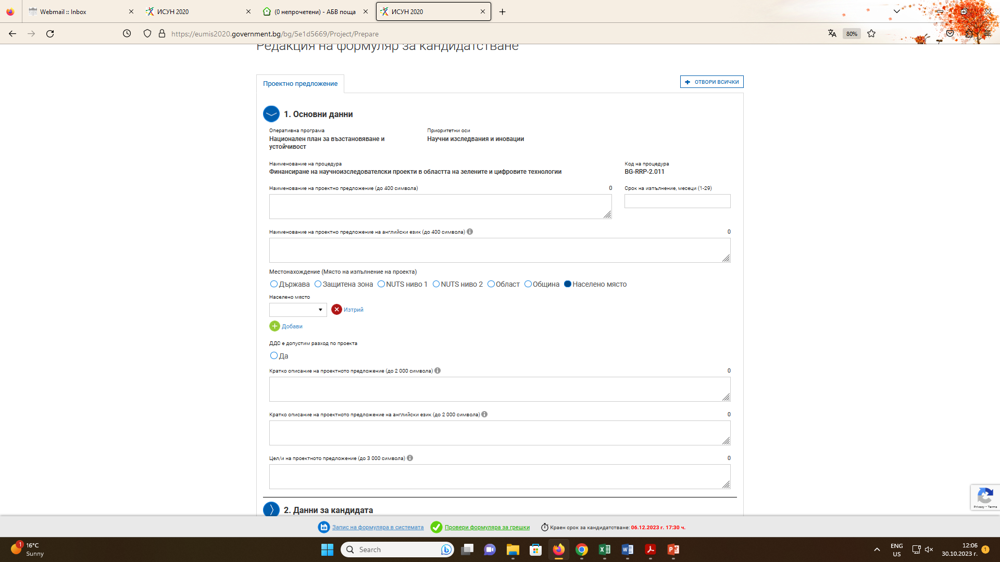 Webmail :: Inbox
ИСУН 2020
(0 непрочетени) - АБВ поща
ИСУН 2020
https://eumis2020.government.bg/bg/5e1d5669/Project/Prepare
80%
Редакция на формуляр за кандидатстване
Проектно предложение
ОТВОРИ ВСИЧКИ
1. Основни данни
Оперативна програма
Приоритетни оси
Национален план за възстановяване и
устойчивост
Научни изследвания и иновации
Наименование на процедура
Код на процедура
Финансиране на научноизследователски проекти в областта на зелените и цифровите технологии
BG-RRP-2.011
Наименование на проектно предложение (до 400 символа)
0
Срок на изпълнение, месеци (1-29)
Наименование на проектно предложение на английски език (до 400 символа)
0
Местонахождение (Място на изпълнение на проекта)
Държава
Защитена зона
NUTS ниво 1
NUTS ниво 2
Област
Община
Населено място
Населено място
Изтрий
Добави
ДДС е допустим разход по проекта
Да
Кратко описание на проектното предложение (до 2 000 символа)
0
Кратко описание на проектното предложение на английски език (до 2 000 символа)
0
Цел/и на проектното предложение (до 3 000 символа)
0
Privacy - Terms
2. Данни за кандидата
Запис на формуляра в системата
Провери формуляра за грешки
Краен срок за кандидатстване: 06.12.2023 г. 17:30 ч.
1
16°C
Sunny
Search
ENG
US
12:06
30.10.2023 г.
1